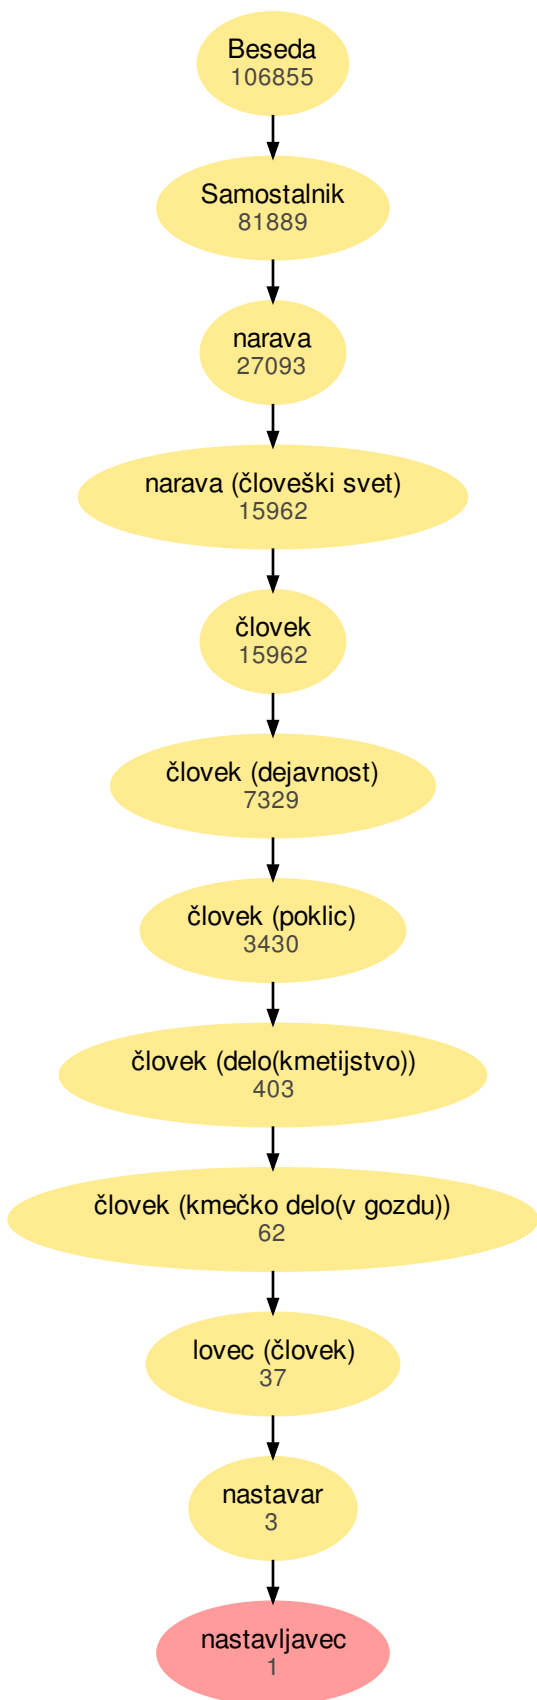 Beseda
106855
Samostalnik
81889
narava
27093
narava (človeški svet)
15962
človek
15962
človek (dejavnost)
7329
človek (poklic)
3430
človek (delo(kmetijstvo))
403
človek (kmečko delo(v gozdu))
62
lovec (človek)
37
nastavar
3
nastavljavec
1